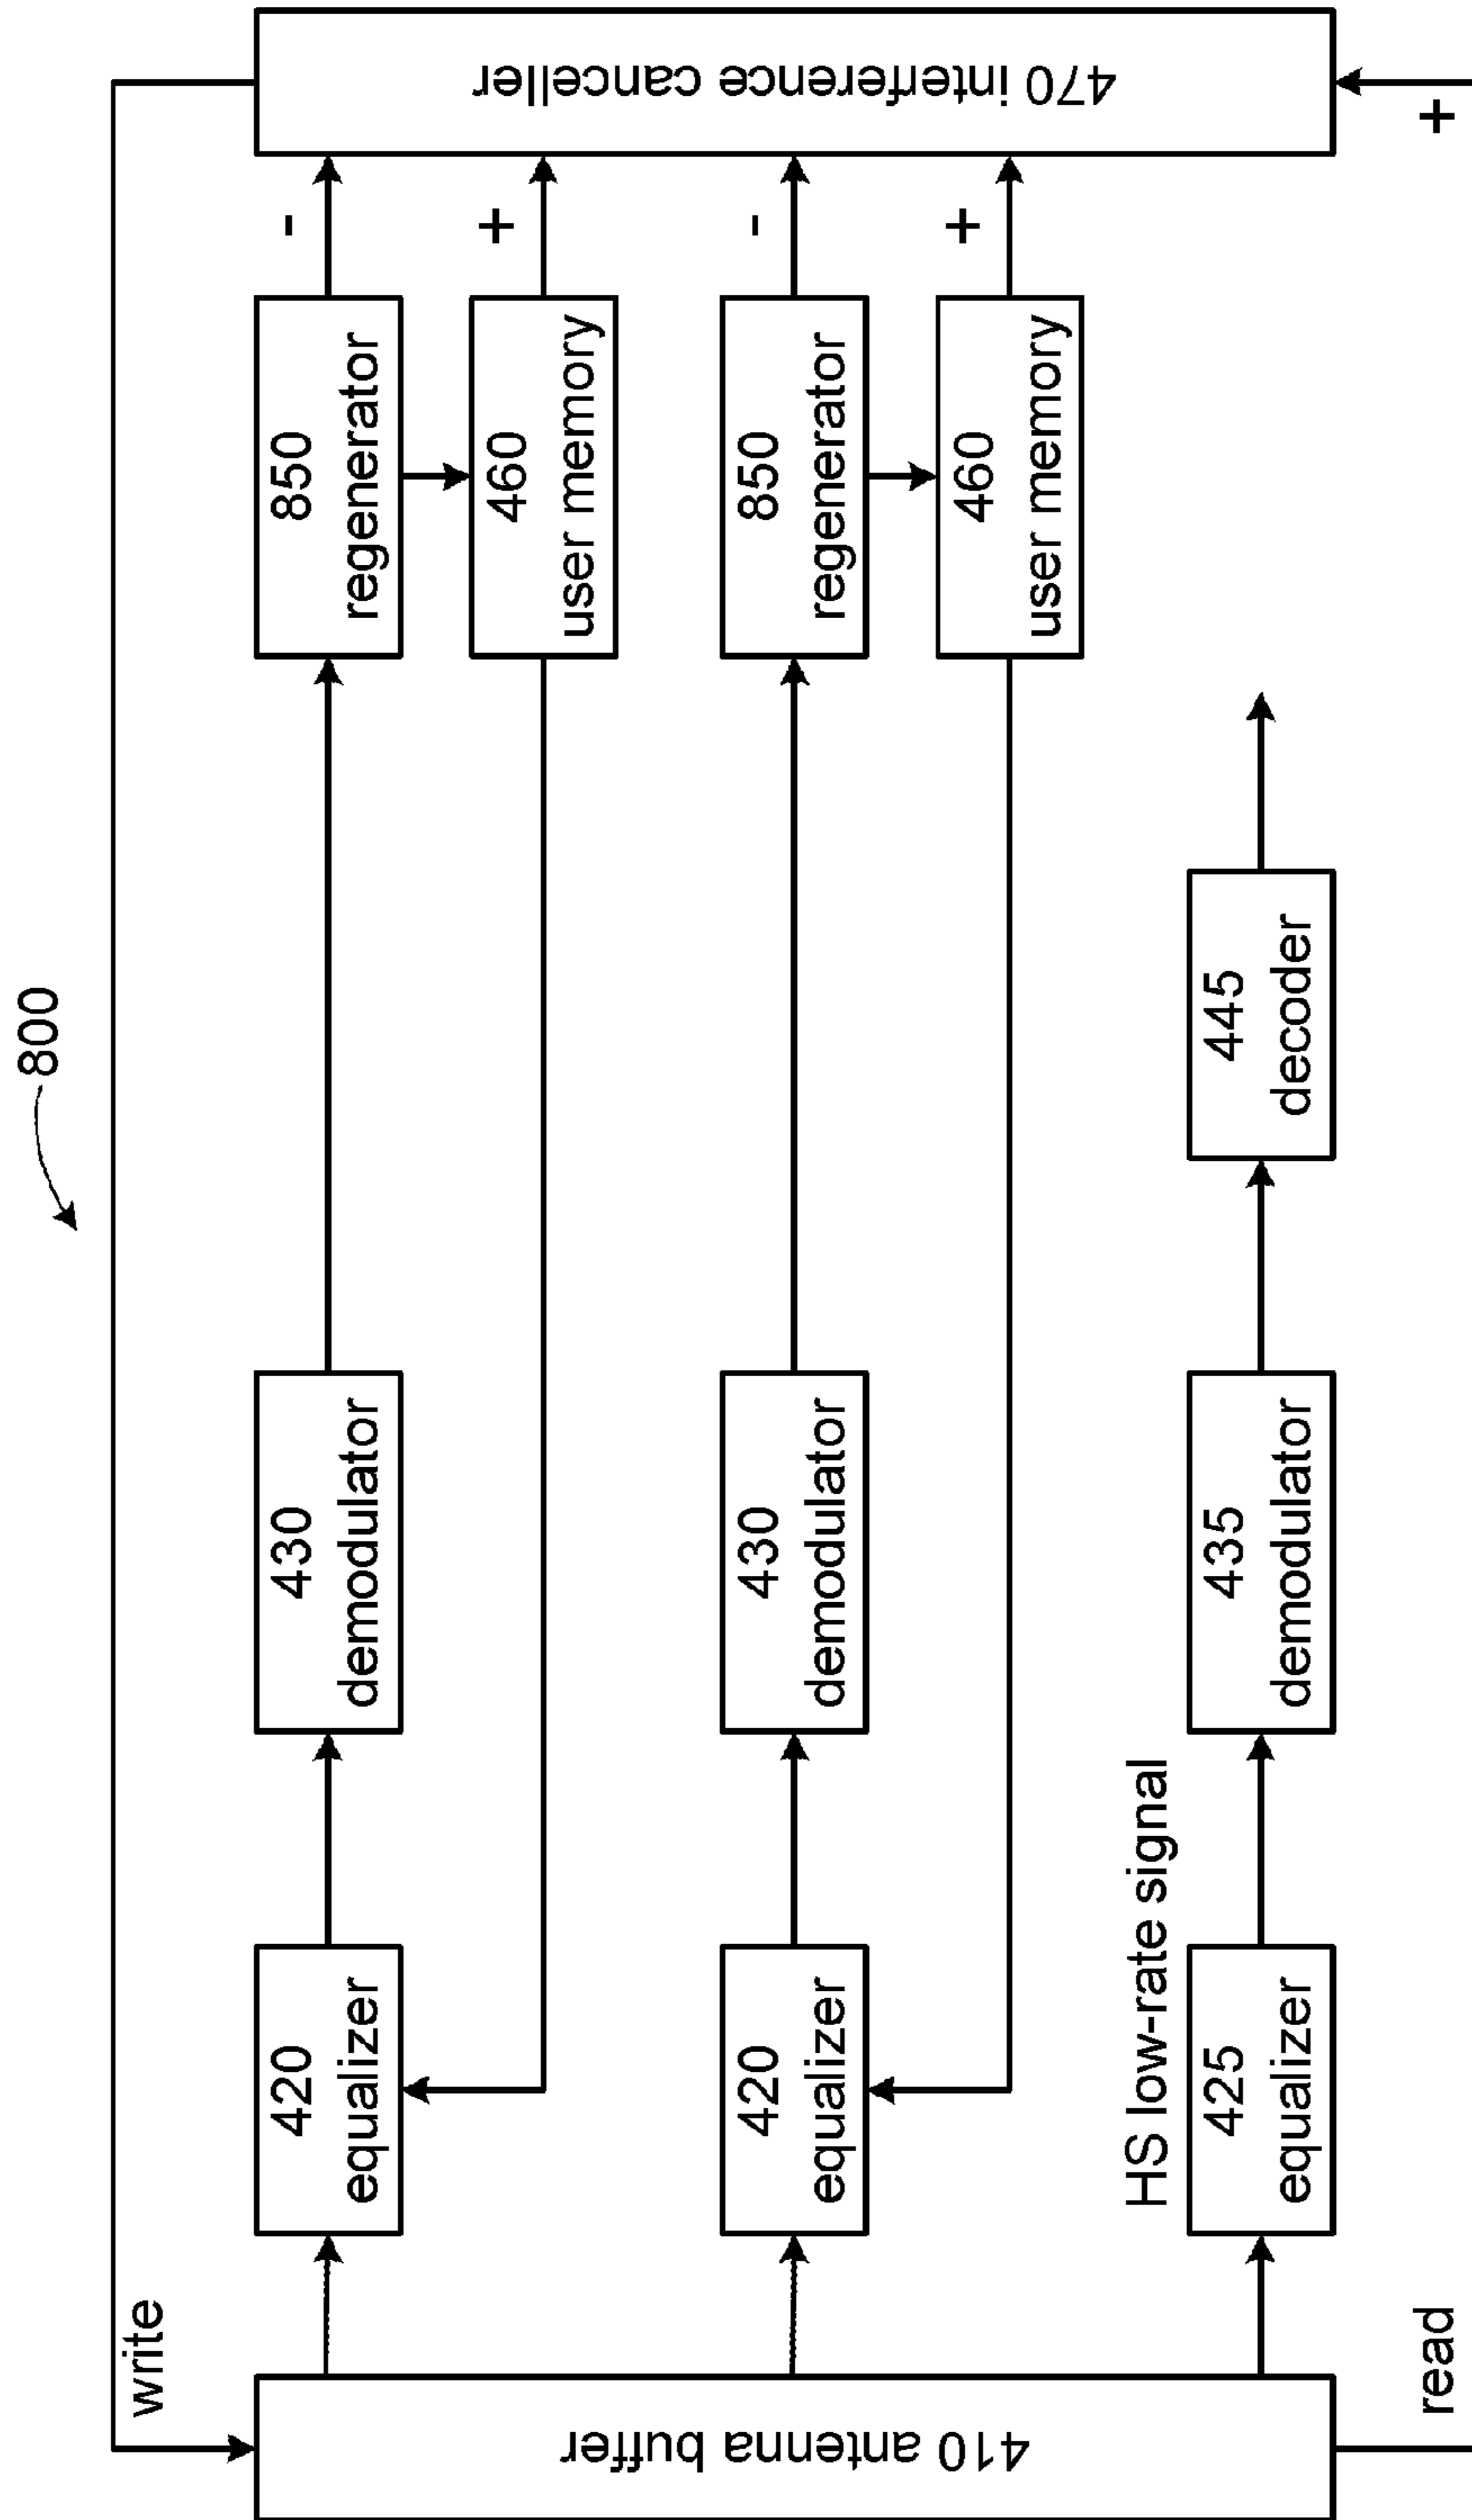 800
write
410 antenna buffer
420
equalizer
430
demodulator
850
regenerator
-
460
user memory
+
420
equalizer
430
demodulator
850
regenerator
-
460
user memory
+
HS low-rate signal
425
equalizer
435
demodulator
445
decoder
470 interference canceller
read
+